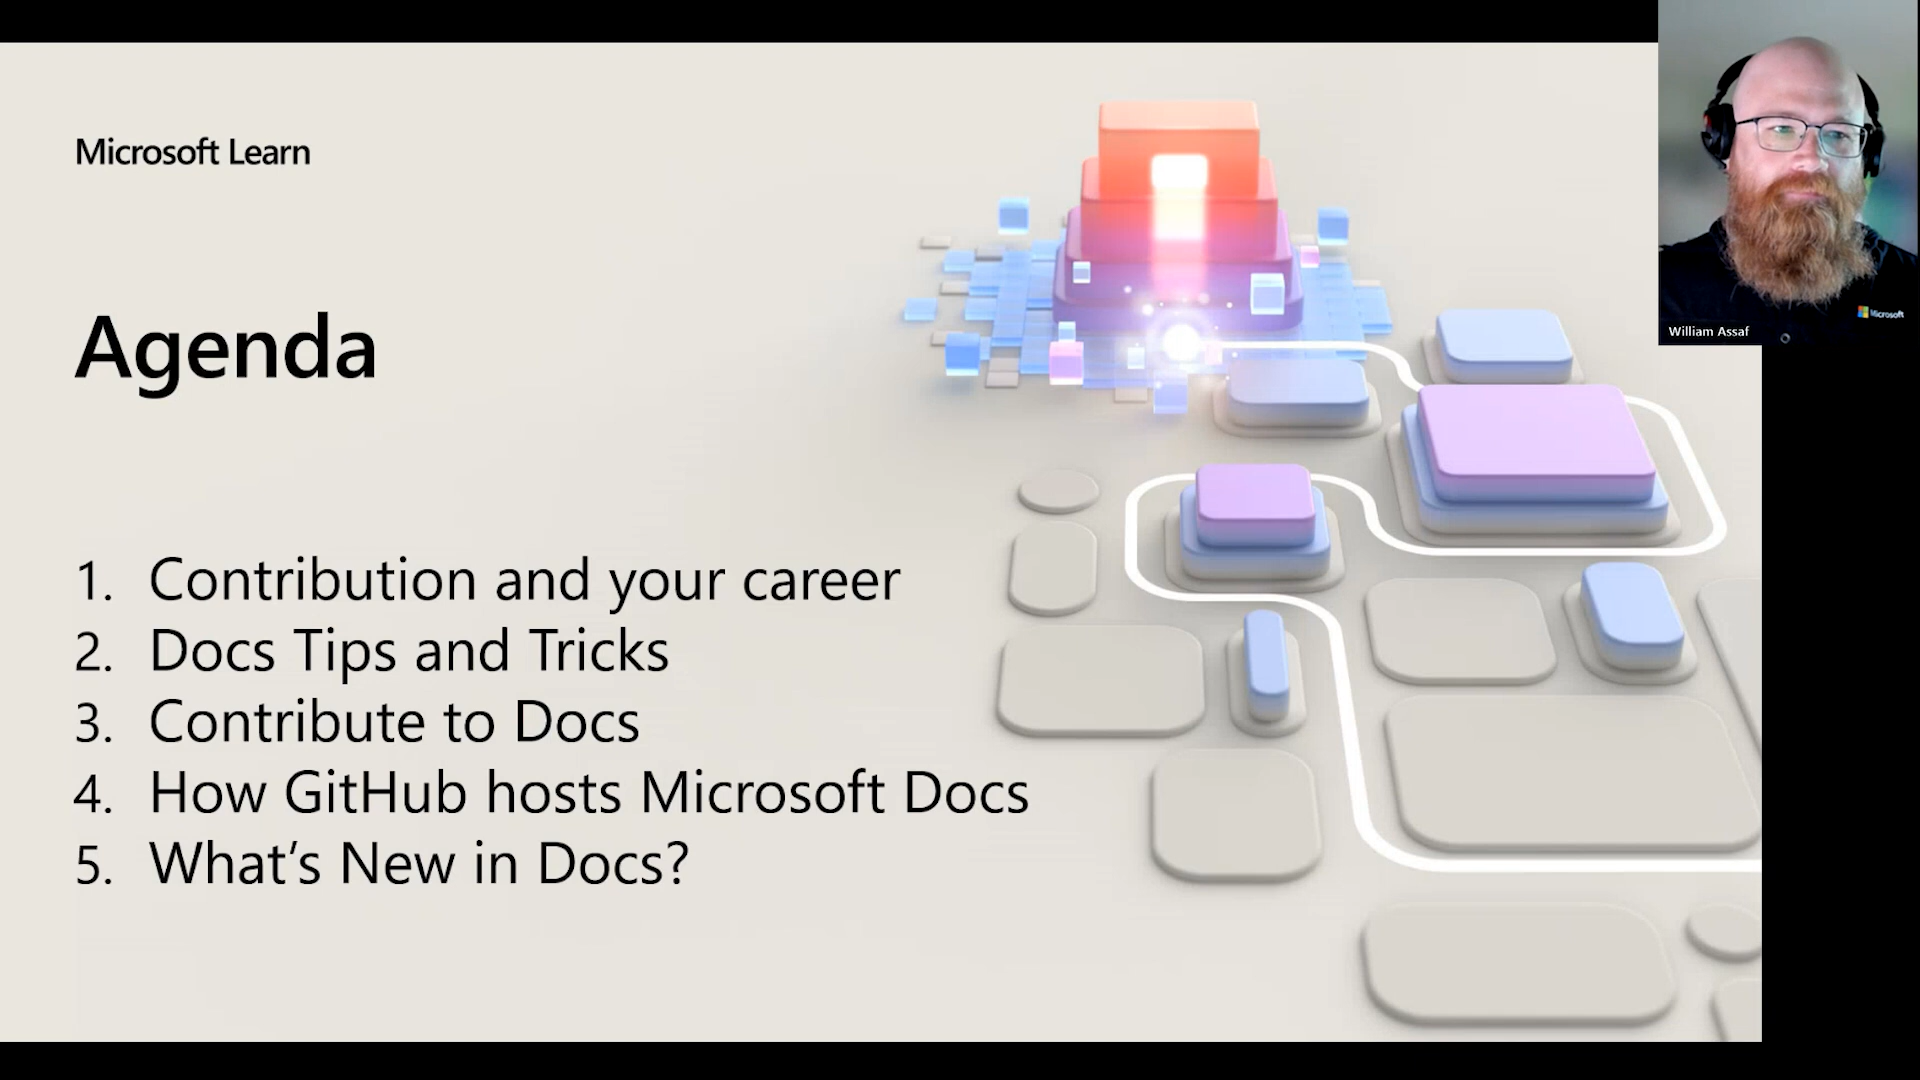 Microsoft Learn
Agenda
1. Contribution and your career
2. Docs Tips and Tricks
3. Contribute to Docs
4. How GitHub hosts Microsoft Docs
5. What's New in Docs?
William Assaf
Microsoft